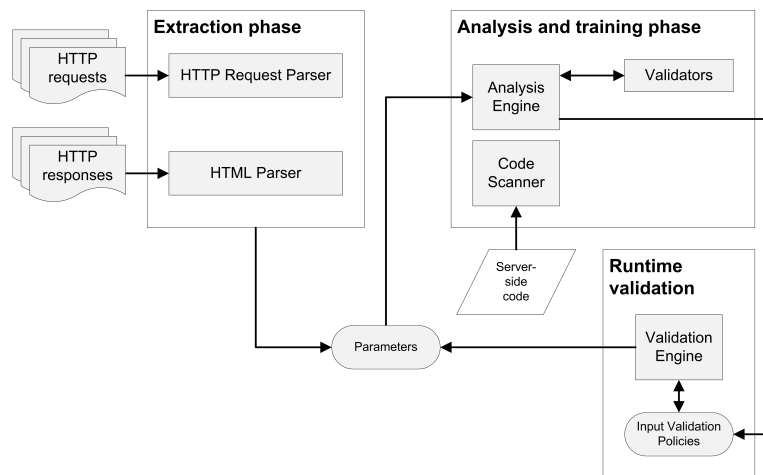 Extraction phase
HTTP
requests
HTTP Request Parser
HTTP
responses
HTML Parser
Analysis and training phase
Analysis
Engine
Validators
Code
Scanner
Server-
side
code
Parameters
Runtime
validation
Validation
Engine
Input Validation
Policies